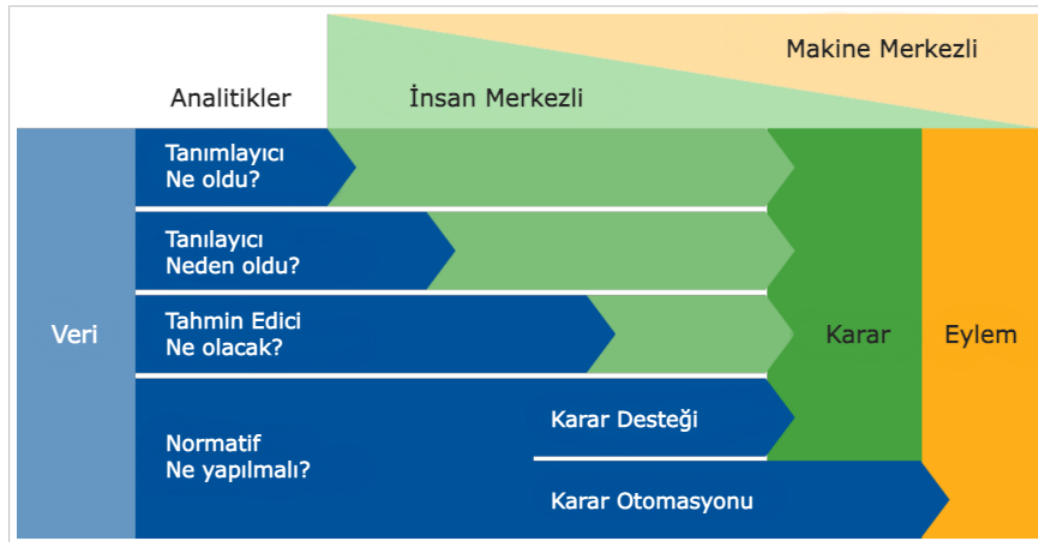 Makine Merkezli
Analitikler
İnsan Merkezli
Tanımlayıcı
Ne oldu?
Tanılayıcı
Neden oldu?
Veri
Tahmin Edici
Ne olacak?
Karar
Eylem
Normatif
Ne yapılmalı?
Karar Desteği
Karar Otomasyonu